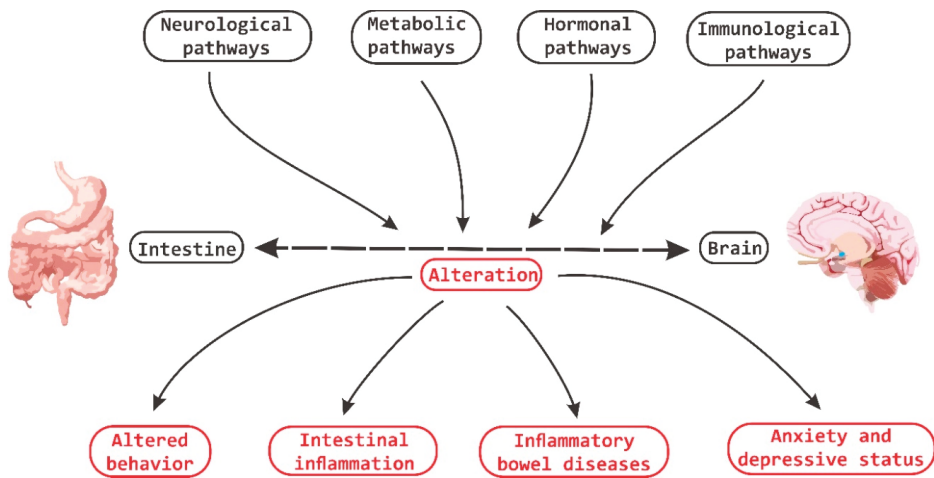 Neurological
pathways
Metabolic
pathways
Hormonal
pathways
Immunological
pathways
Intestine
Brain
Alteration
Altered
behavior
Intestinal
inflammation
Inflammatory
bowel diseases
Anxiety and
depressive status